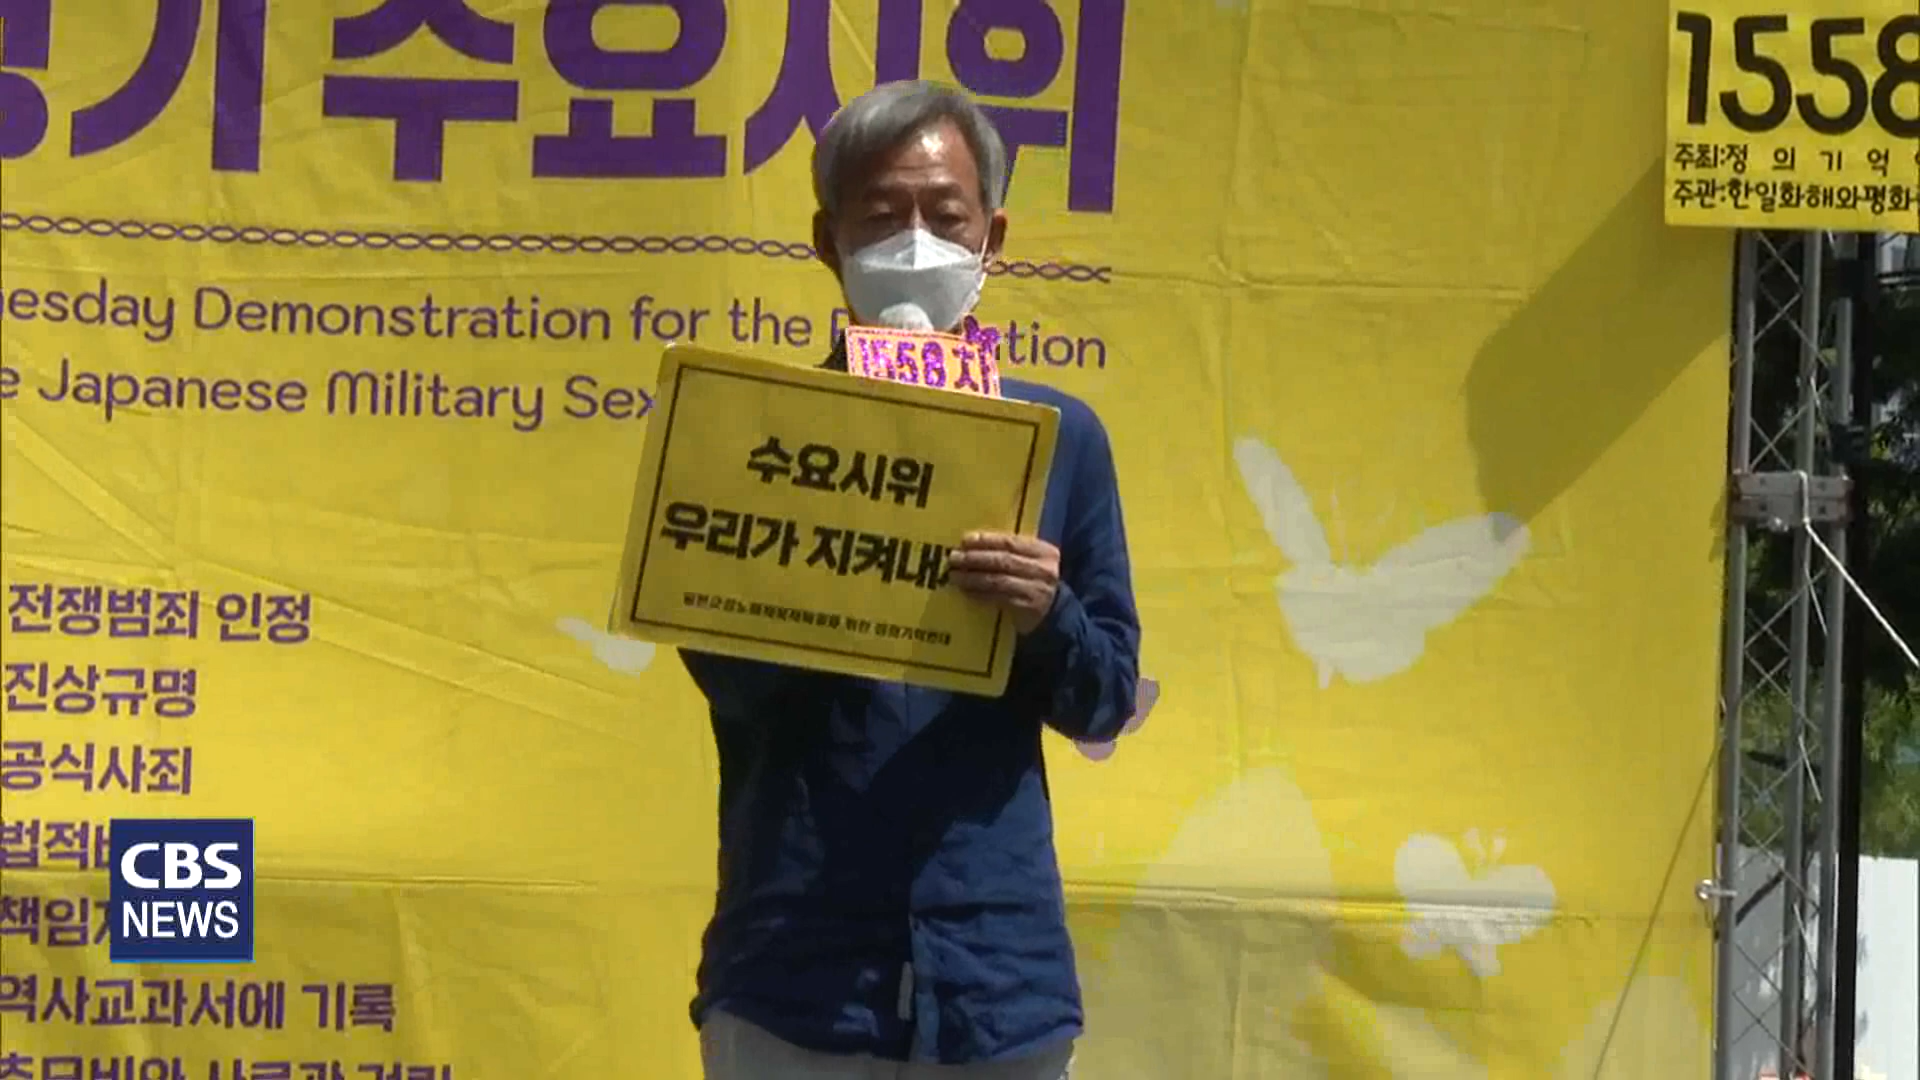 정기 수요시위
1558
주최:정 의 기 억
주관:한일화해와평화
Demonstration for the
Japanese Military
1558차
수요시위
우리가 지켜내
전쟁범죄 인정
진상규명
공식사죄
법적
책임
역사교과서에 기록
CBS
NEWS